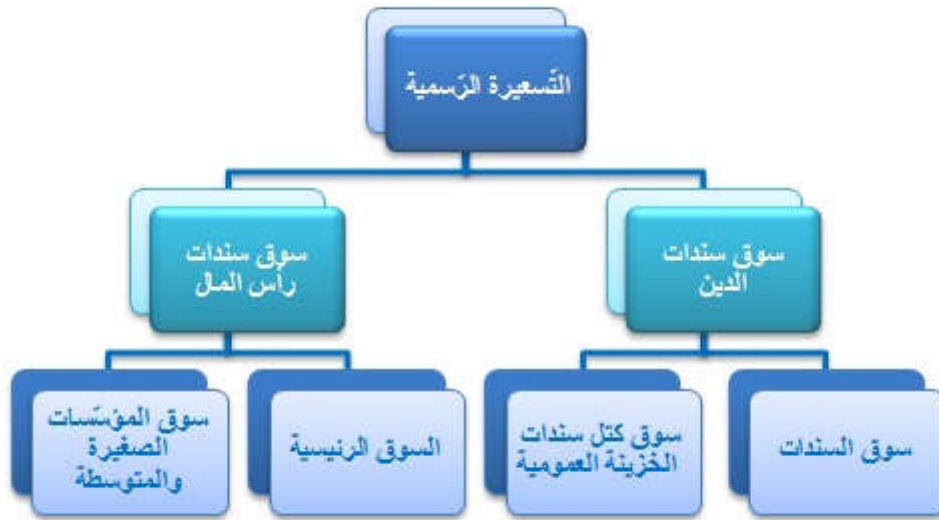 التّسعيرة الرّسمية
سوق سندات
الدين
سوق سندات
رأس المال
سوق السندات
سوق كتل سندات
الخزينة العمومية
السوق الرئيسية
سوق المؤسّسات
الصغيرة
والمتوسطة